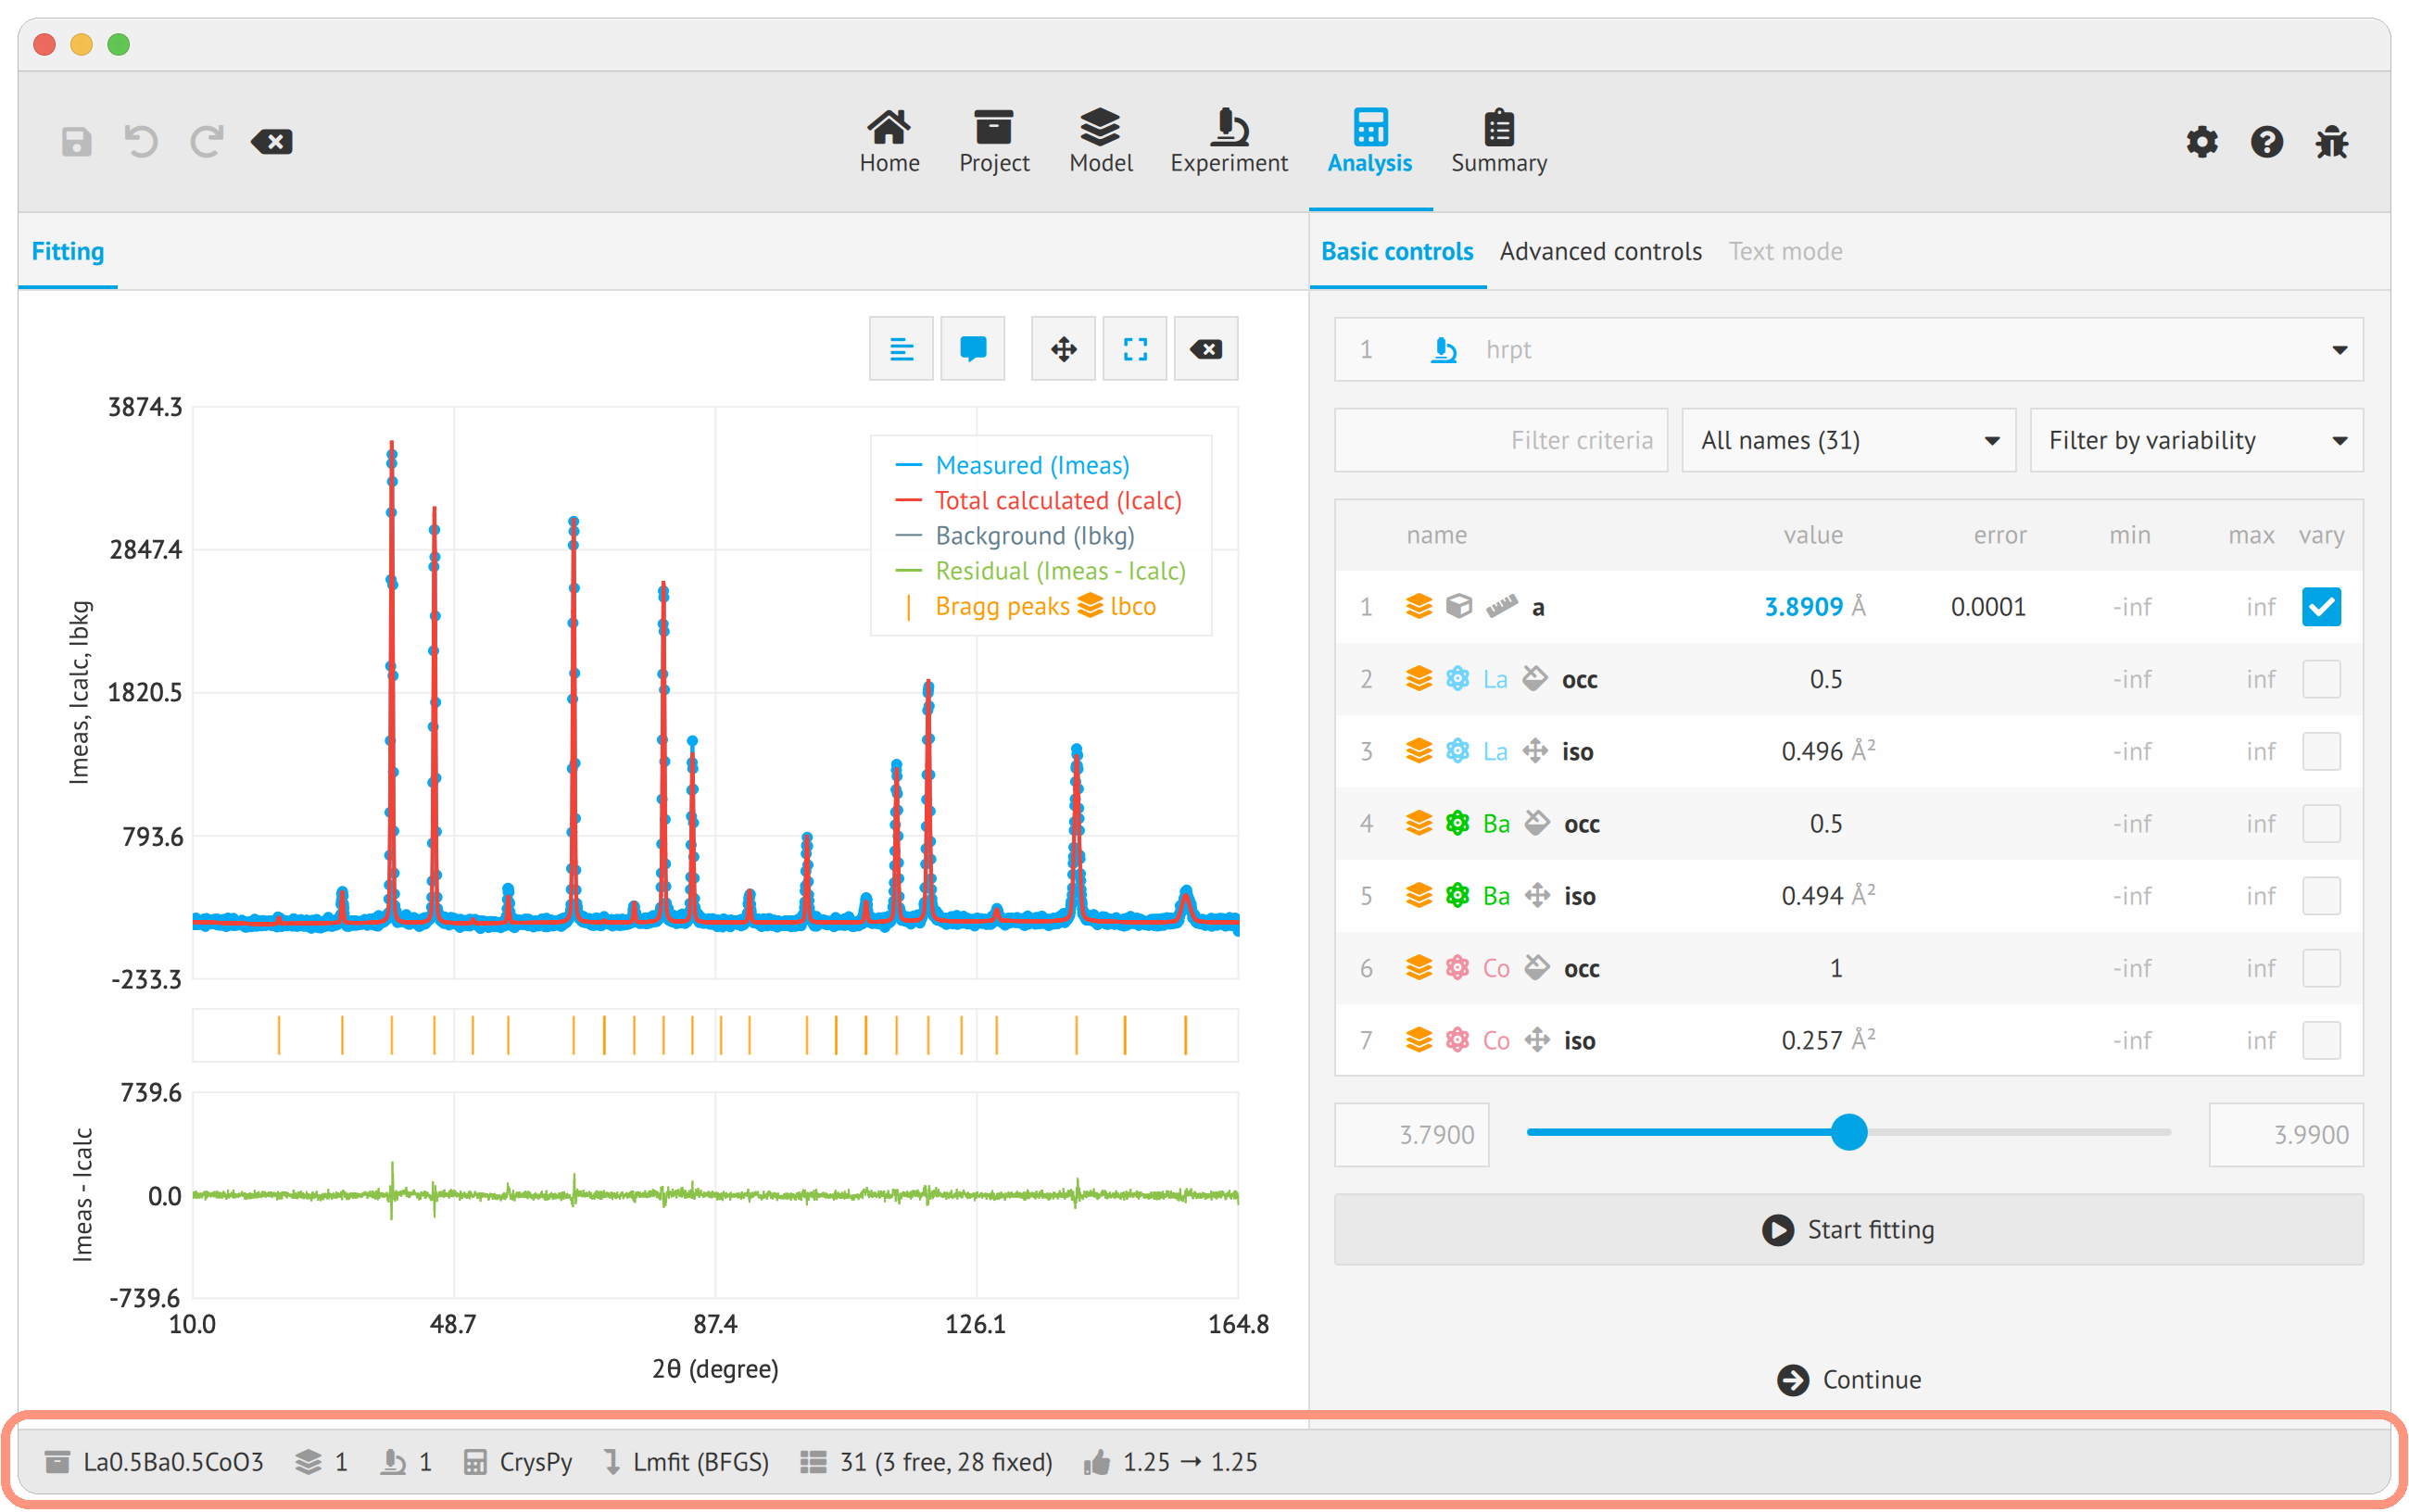 Home
Project
Model
Experiment
Analysis
Summary
Fitting
Basic controls
Advanced controls
Text mode
3874.3
2847.4
1820.5
793.6
-233.3
Imeas, Icalc, Ibkg
Measured (Imeas)
Total calculated (Icalc)
Background (Ibkg)
Residual (Imeas - Icalc)
Bragg peaks lbco
739.6
0.0
-739.6
Imeas - Icalc
10.0
48.7
87.4
126.1
164.8
2θ (degree)
1 hrpt
Filter criteria
All names (31)
Filter by variability
name value error min max vary
1 a 3.8909 Å 0.0001 -inf inf
2 La occ 0.5 -inf inf
3 La iso 0.496 Å² -inf inf
4 Ba occ 0.5 -inf inf
5 Ba iso 0.494 Å² -inf inf
6 Co occ 1 -inf inf
7 Co iso 0.257 Å² -inf inf
3.7900
3.9900
Start fitting
Continue
La0.5Ba0.5CoO3 1 1 CrysPy Lmfit (BFGS) 31 (3 free, 28 fixed) 1.25 → 1.25